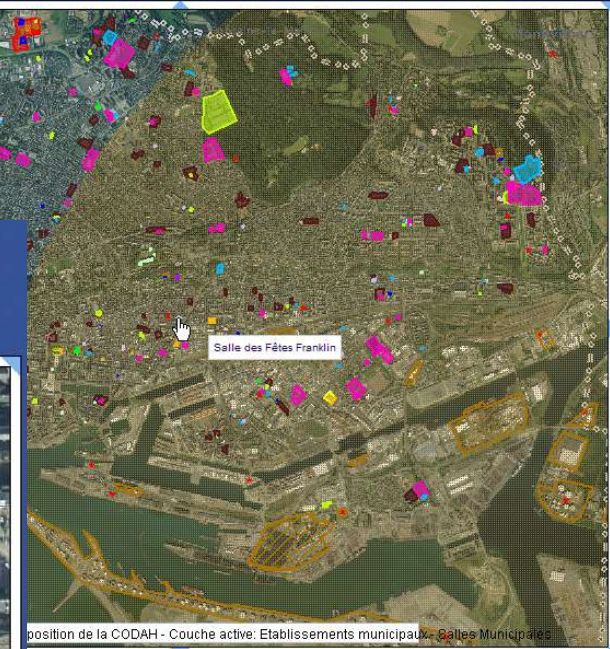 Salle des Fêtes Franklin
position de la CODAH - Couche active: Etablissements municipaux - Salles Municipales